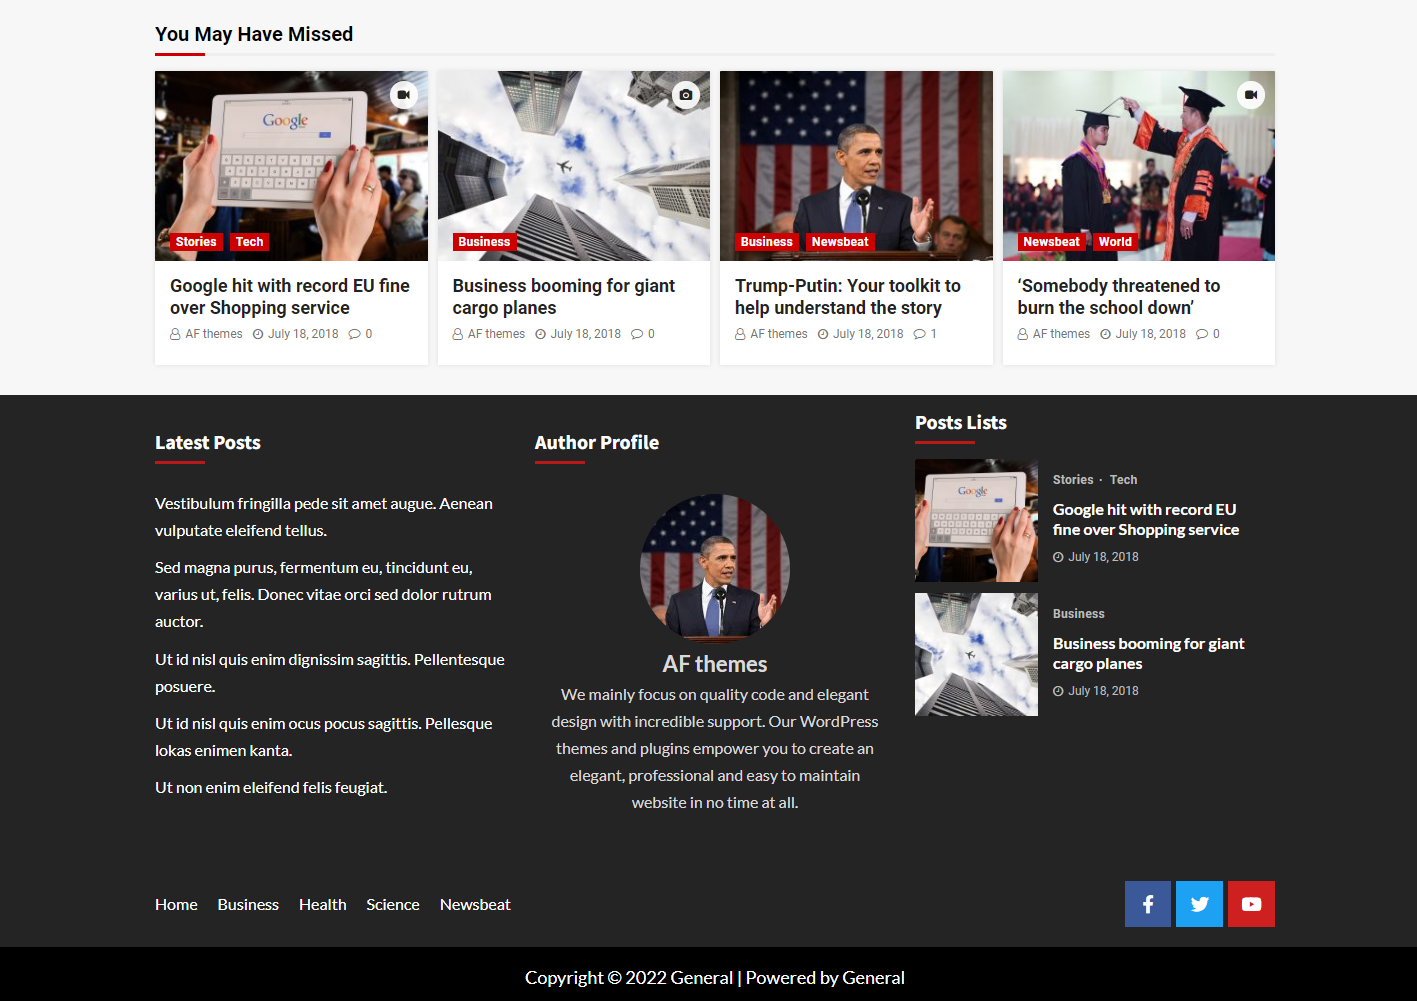 You May Have Missed
Google
Stories Tech
Google hit with record EU fine
over Shopping service
AF themes July 18, 2018 0
Business
Business booming for giant
cargo planes
AF themes July 18, 2018 0
Business Newsbeat
Trump-Putin: Your toolkit to
help understand the story
AF themes July 18, 2018 1
Newsbeat World
‘Somebody threatened to
burn the school down’
AF themes July 18, 2018 0
Latest Posts
Vestibulum fringilla pede sit amet augue. Aenean
vulputate eleifend tellus.
Sed magna purus, fermentum eu, tincidunt eu,
varius ut, felis. Donec vitae orci sed dolor rutrum
auctor.
Ut id nisl quis enim dignissim sagittis. Pellentesque
posuere.
Ut id nisl quis enim ocus pocus sagittis. Pellesque
lokas enimen kanta.
Ut non enim eleifend felis feugiat.
Author Profile
AF themes
We mainly focus on quality code and elegant
design with incredible support. Our WordPress
themes and plugins empower you to create an
elegant, professional and easy to maintain
website in no time at all.
Posts Lists
Google
Stories · Tech
Google hit with record EU
fine over Shopping service
July 18, 2018
Business
Business booming for giant
cargo planes
July 18, 2018
Home Business Health Science Newsbeat
Copyright © 2022 General | Powered by General